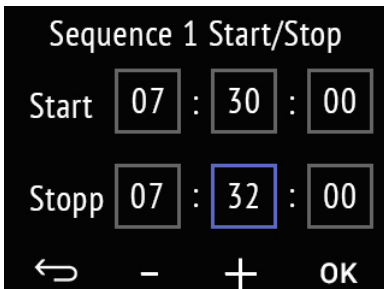 Sequence 1 Start/Stop
Start 07 : 30 : 00
Stopp 07 : 32 : 00
- + OK